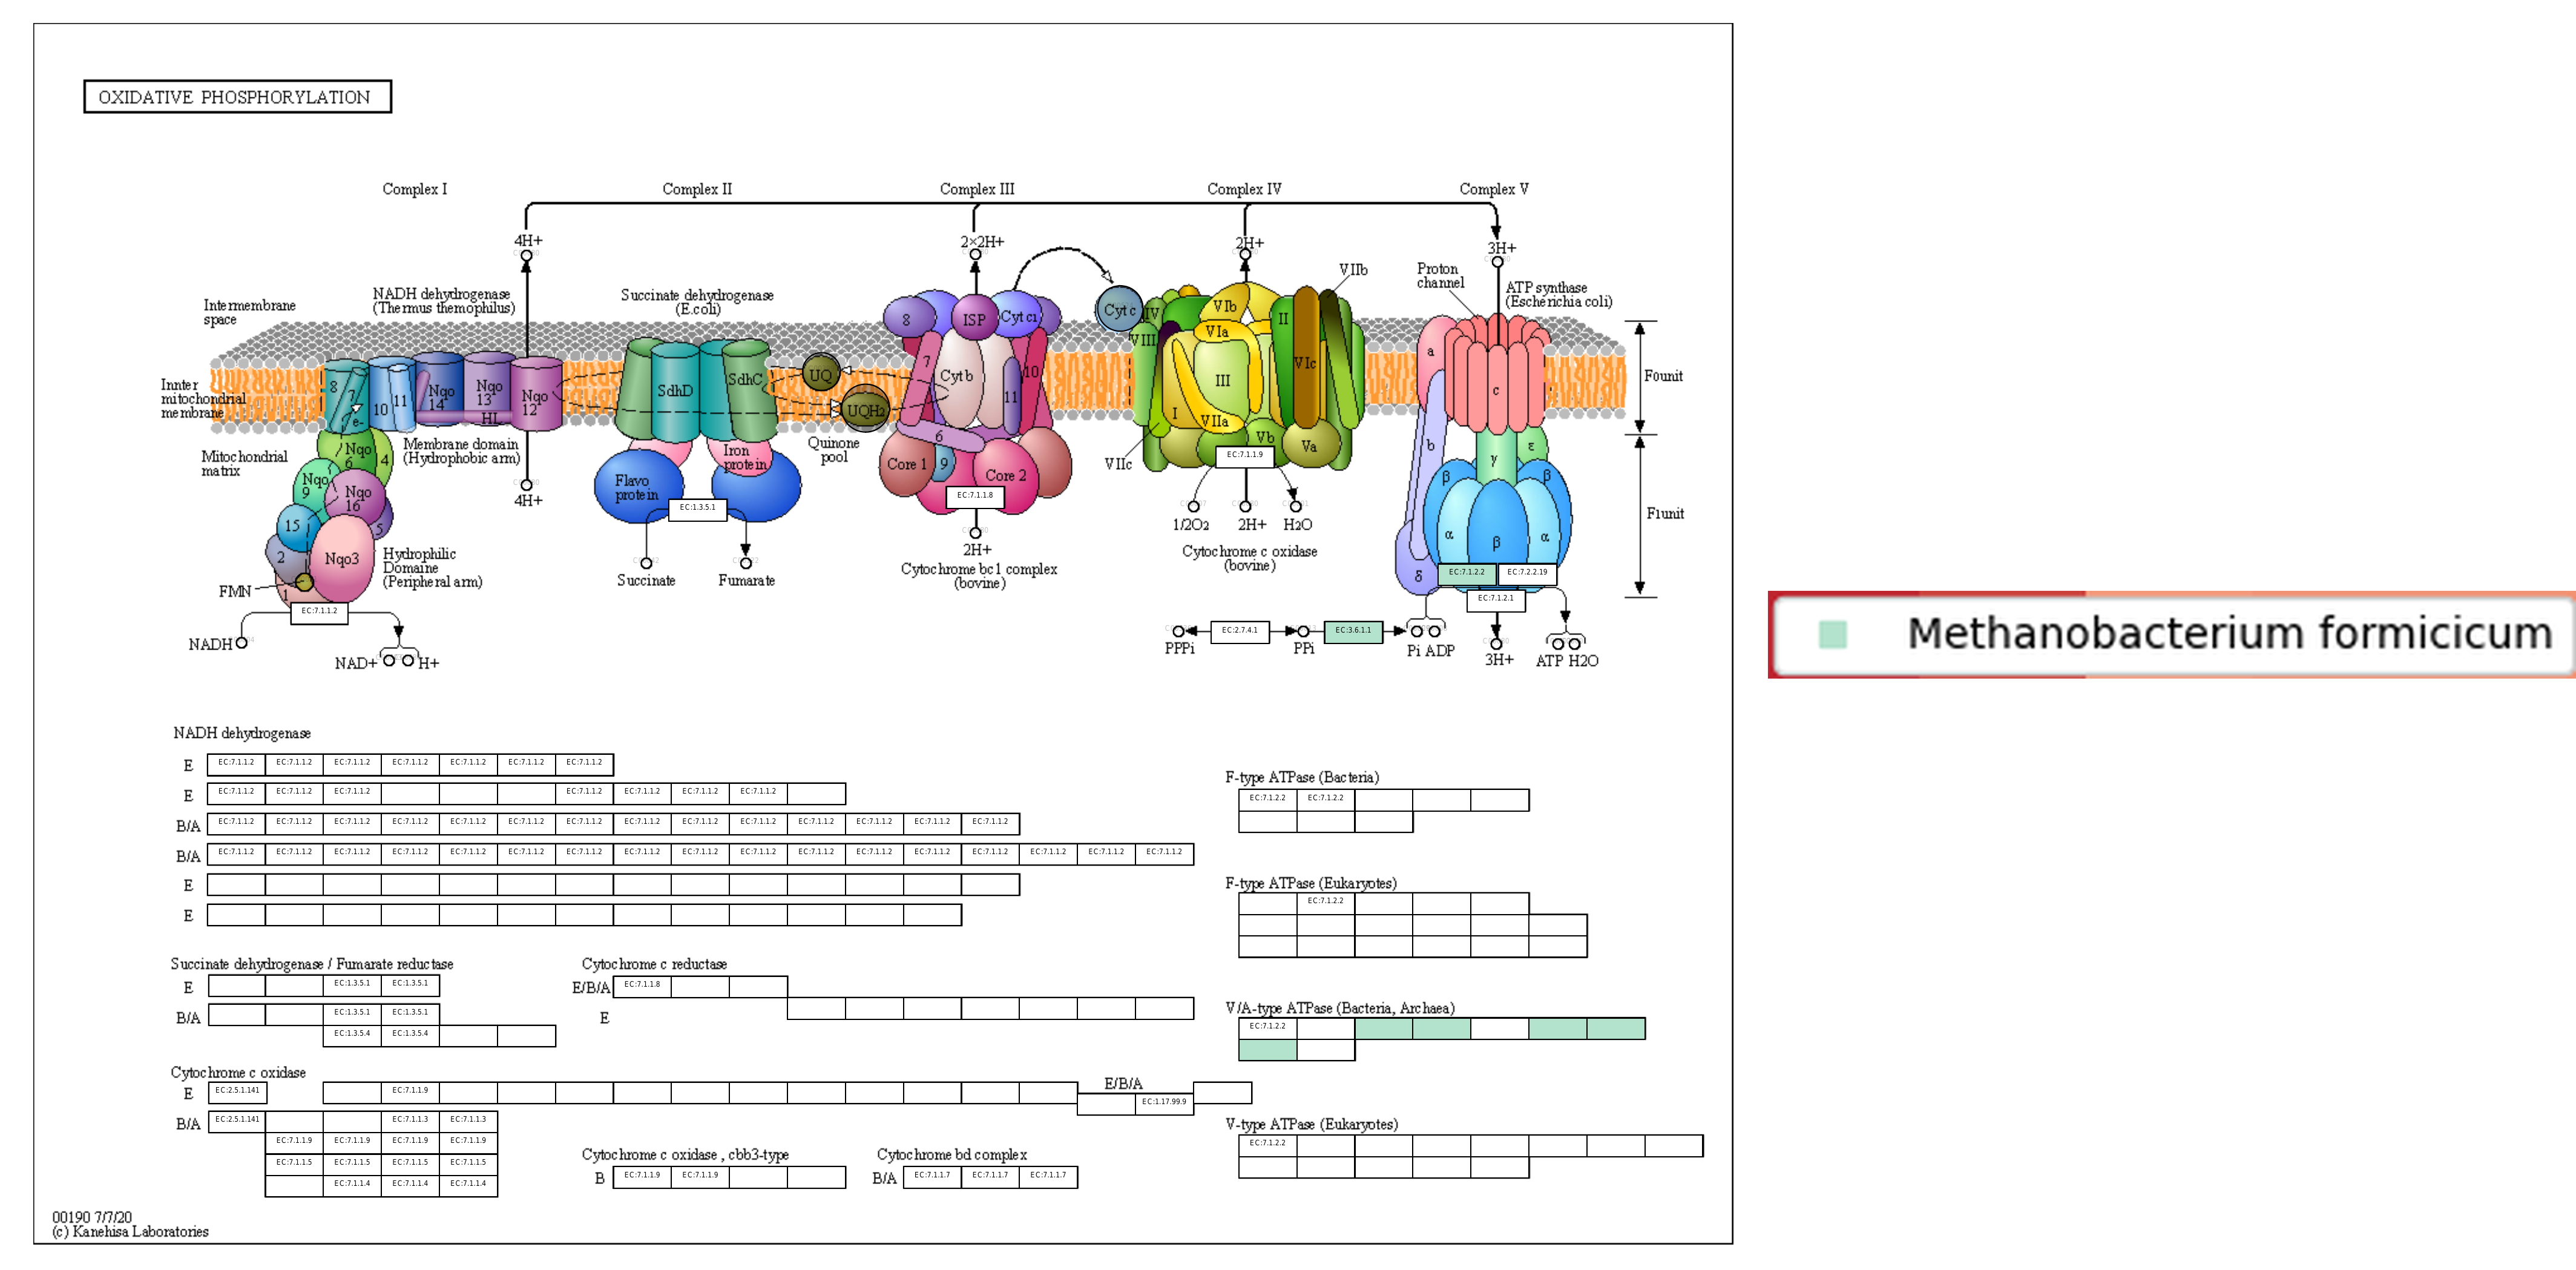 OXIDATIVE PHOSPHORYLATION
Complex I
Complex II
Complex III
Complex IV
Complex V
4H+
2×2H+
2H+
3H+
Intermembrane
space
NADH dehydrogenase
(Thermus themophilus)
Succinate dehydrogenase
(E.coli)
VIIb
Proton
channel
ATP synthase
(Escherichia coli)
8
ISP
Cyt c1
Cyt c
IV
VIb
II
VIa
VIII
a
7
10
Cyt b
11
III
VIc
c
F0unit
Innter
mitochondrial
membrane
8
7
e-
10
11
Nqo
14
Nqo
13
HL
Nqo
12
SdhD
SdhC
UQ
UQH2
I
VIIa
Vb
Va
6
b
γ
ε
Mitochondrial
matrix
Nqo
6
4
Membrane domain
(Hydrophobic arm)
Iron
protein
Quinone
pool
Core 1
9
Core 2
VIIc
EC:7.1.1.9
β
β
Nqo
9
Nqo
16
4H+
Flavo
protein
EC:1.3.5.1
EC:7.1.1.8
15
5
1/2O2
2H+
H2O
F1unit
2
Nqo3
Hydrophilic
Domaine
(Peripheral arm)
2H+
Cytochrome bc1 complex
(bovine)
Cytochrome c oxidase
(bovine)
α
β
α
FMN
1
Succinate
Fumarate
δ
EC:7.1.2.2
EC:7.2.2.19
EC:7.1.2.1
EC:7.1.1.2
NADH
NAD+
H+
PPPi
EC:2.7.4.1
PPi
EC:3.6.1.1
Pi ADP
3H+
ATP H2O
Methanobacterium formicicum
NADH dehydrogenase
E EC:7.1.1.2 EC:7.1.1.2 EC:7.1.1.2 EC:7.1.1.2 EC:7.1.1.2 EC:7.1.1.2 EC:7.1.1.2
E EC:7.1.1.2 EC:7.1.1.2 EC:7.1.1.2 EC:7.1.1.2 EC:7.1.1.2 EC:7.1.1.2 EC:7.1.1.2
B/A EC:7.1.1.2 EC:7.1.1.2 EC:7.1.1.2 EC:7.1.1.2 EC:7.1.1.2 EC:7.1.1.2 EC:7.1.1.2 EC:7.1.1.2 EC:7.1.1.2 EC:7.1.1.2 EC:7.1.1.2 EC:7.1.1.2 EC:7.1.1.2 EC:7.1.1.2
B/A EC:7.1.1.2 EC:7.1.1.2 EC:7.1.1.2 EC:7.1.1.2 EC:7.1.1.2 EC:7.1.1.2 EC:7.1.1.2 EC:7.1.1.2 EC:7.1.1.2 EC:7.1.1.2 EC:7.1.1.2 EC:7.1.1.2 EC:7.1.1.2 EC:7.1.1.2 EC:7.1.1.2 EC:7.1.1.2 EC:7.1.1.2
E
E
Succinate dehydrogenase / Fumarate reductase
E EC:1.3.5.1 EC:1.3.5.1
B/A EC:1.3.5.1 EC:1.3.5.1
EC:1.3.5.4 EC:1.3.5.4
Cytochrome c reductase
E/B/A EC:7.1.1.8
E
Cytochrome c oxidase
E EC:2.5.1.141 EC:7.1.1.9
E/B/A
EC:1.17.99.9
B/A EC:2.5.1.141 EC:7.1.1.3 EC:7.1.1.3
EC:7.1.1.9 EC:7.1.1.9 EC:7.1.1.9 EC:7.1.1.9
EC:7.1.1.5 EC:7.1.1.5 EC:7.1.1.5 EC:7.1.1.5
EC:7.1.1.4 EC:7.1.1.4 EC:7.1.1.4
Cytochrome c oxidase , cbb3-type
B EC:7.1.1.9 EC:7.1.1.9
Cytochrome bd complex
B/A EC:7.1.1.7 EC:7.1.1.7 EC:7.1.1.7
F-type ATPase (Bacteria)
EC:7.1.2.2 EC:7.1.2.2
F-type ATPase (Eukaryotes)
EC:7.1.2.2
V/A-type ATPase (Bacteria, Archaea)
EC:7.1.2.2
V-type ATPase (Eukaryotes)
EC:7.1.2.2
00190 7/7/20
(c) Kanehisa Laboratories